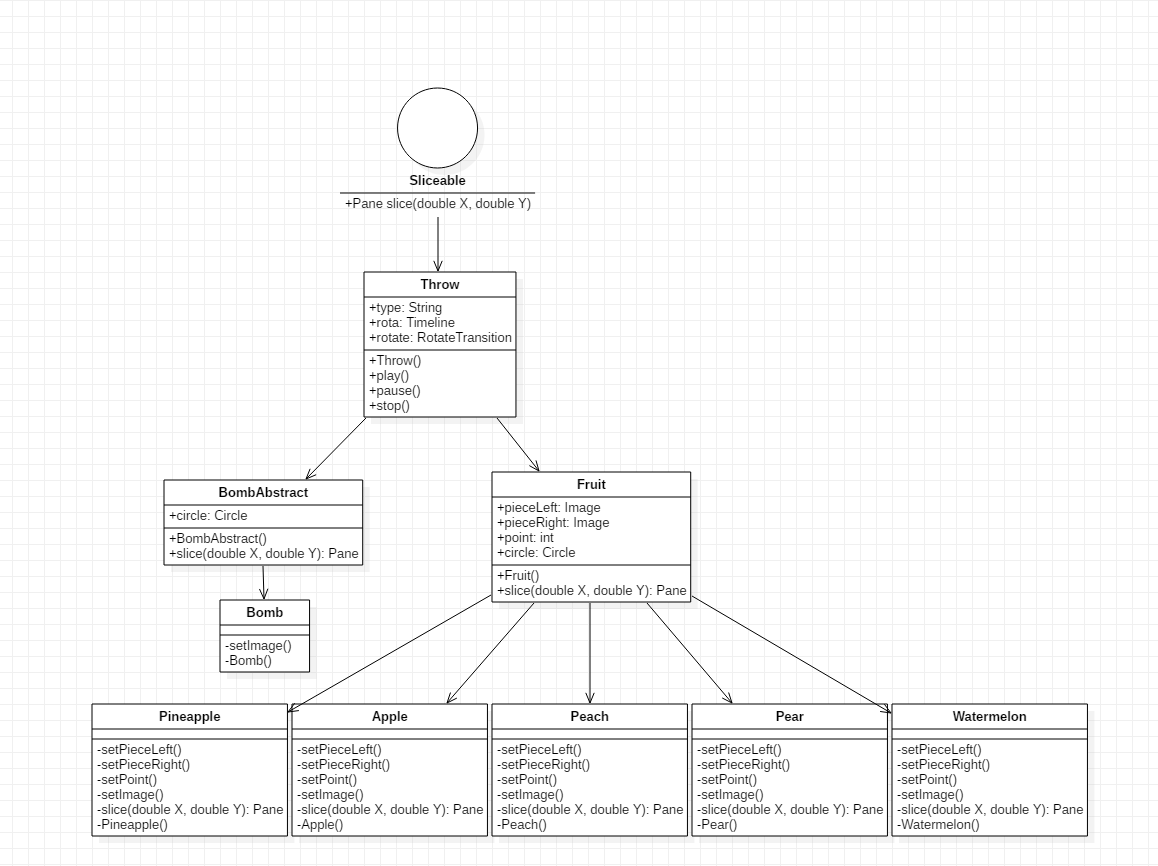 Sliceable
+Pane slice(double X, double Y)
Throw
+type: String
+rota: Timeline
+rotate: RotateTransition
+Throw()
+play()
+pause()
+stop()
BombAbstract
+circle: Circle
+BombAbstract()
+slice(double X, double Y): Pane
Fruit
+pieceLeft: Image
+pieceRight: Image
+point: int
+circle: Circle
+Fruit()
+slice(double X, double Y): Pane
Bomb
-setImage()
-Bomb()
Pineapple
-setPieceLeft()
-setPieceRight()
-setPoint()
-setImage()
-slice(double X, double Y): Pane
-Pineapple()
Apple
-setPieceLeft()
-setPieceRight()
-setPoint()
-setImage()
-slice(double X, double Y): Pane
-Apple()
Peach
-setPieceLeft()
-setPieceRight()
-setPoint()
-setImage()
-slice(double X, double Y): Pane
-Peach()
Pear
-setPieceLeft()
-setPieceRight()
-setPoint()
-setImage()
-slice(double X, double Y): Pane
-Pear()
Watermelon
-setPieceLeft()
-setPieceRight()
-setPoint()
-setImage()
-slice(double X, double Y): Pane
-Watermelon()